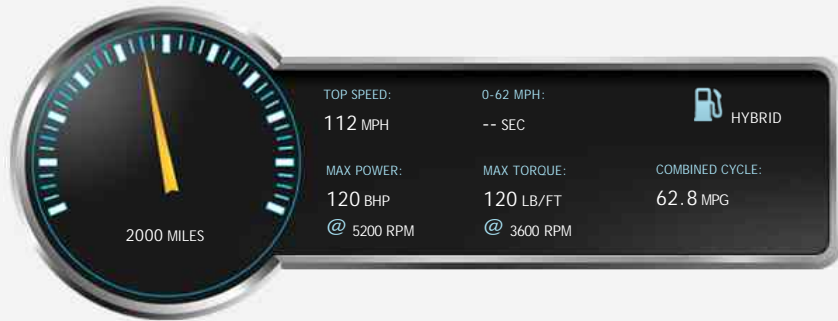 2000 MILES
TOP SPEED:
112 MPH
0-62 MPH:
-- SEC
HYBRID
MAX POWER:
120 BHP
@ 5200 RPM
MAX TORQUE:
120 LB/FT
@ 3600 RPM
COMBINED CYCLE:
62.8 MPG